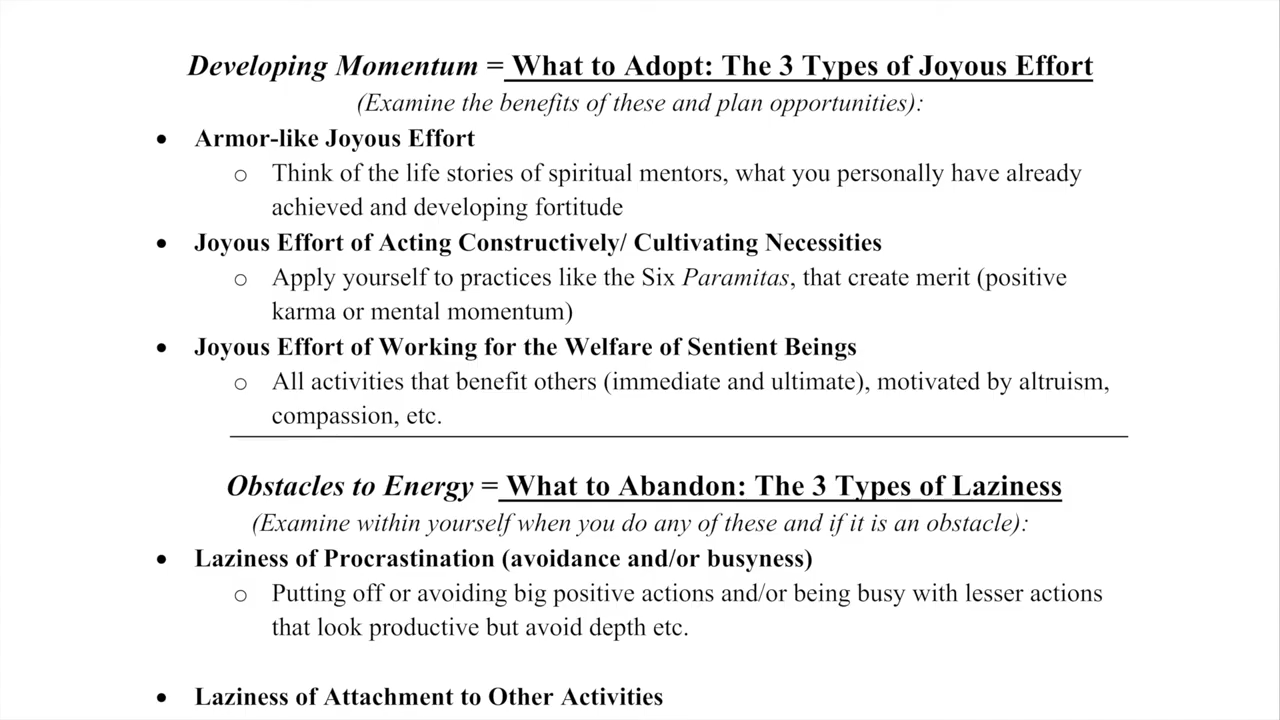 Developing Momentum = What to Adopt: The 3 Types of Joyous Effort
(Examine the benefits of these and plan opportunities):
• Armor-like Joyous Effort
o Think of the life stories of spiritual mentors, what you personally have already
achieved and developing fortitude
• Joyous Effort of Acting Constructively/ Cultivating Necessities
o Apply yourself to practices like the Six Paramitas, that create merit (positive
karma or mental momentum)
• Joyous Effort of Working for the Welfare of Sentient Beings
o All activities that benefit others (immediate and ultimate), motivated by altruism,
compassion, etc.
Obstacles to Energy = What to Abandon: The 3 Types of Laziness
(Examine within yourself when you do any of these and if it is an obstacle):
• Laziness of Procrastination (avoidance and/or busyness)
o Putting off or avoiding big positive actions and/or being busy with lesser actions
that look productive but avoid depth etc.
• Laziness of Attachment to Other Activities